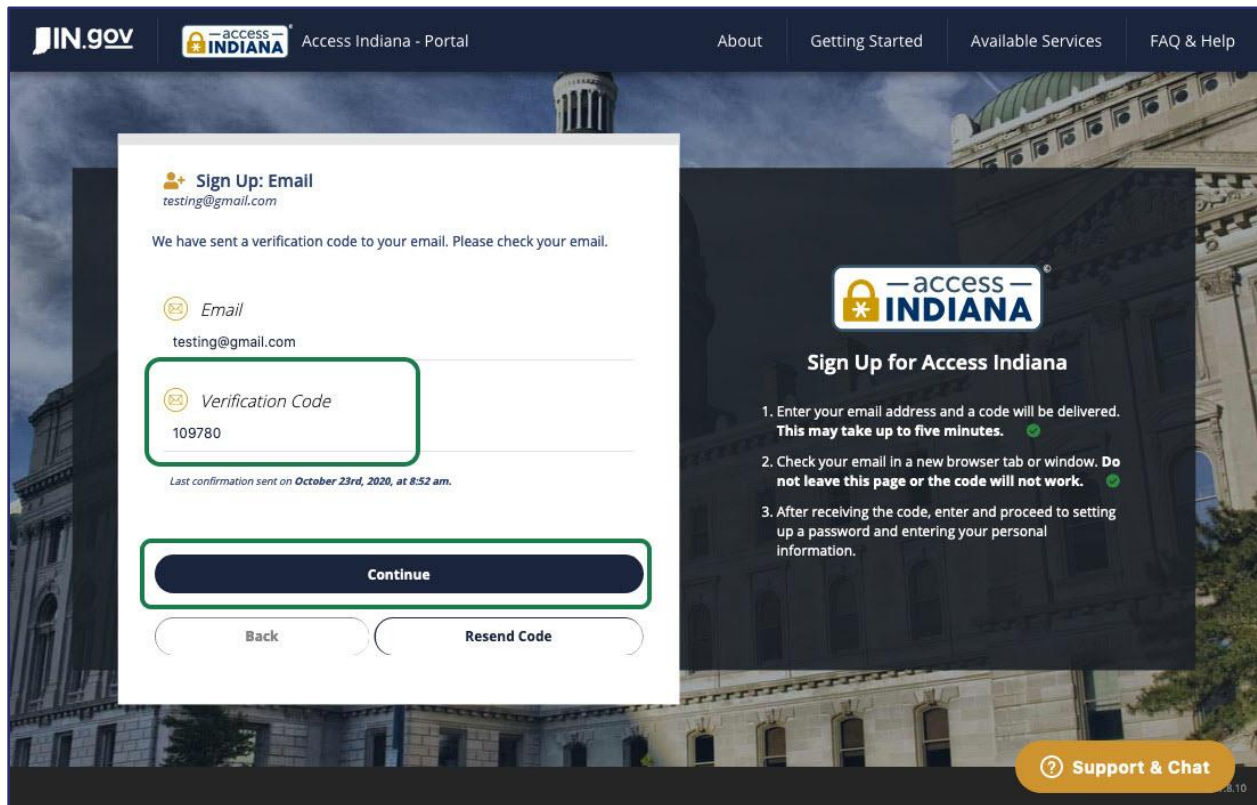 IN.gov
access
INDIANA
Access Indiana - Portal
About
Getting Started
Available Services
FAQ & Help
Sign Up: Email
testing@gmail.com
We have sent a verification code to your email. Please check your email.
Email
testing@gmail.com
Verification Code
109780
Last confirmation sent on October 23rd, 2020, at 8:52 am.
Continue
Back
Resend Code
access
INDIANA
©
Sign Up for Access Indiana
1. Enter your email address and a code will be delivered.
This may take up to five minutes.
2. Check your email in a new browser tab or window. Do
not leave this page or the code will not work.
3. After receiving the code, enter and proceed to setting
up a password and entering your personal
information.
Support & Chat